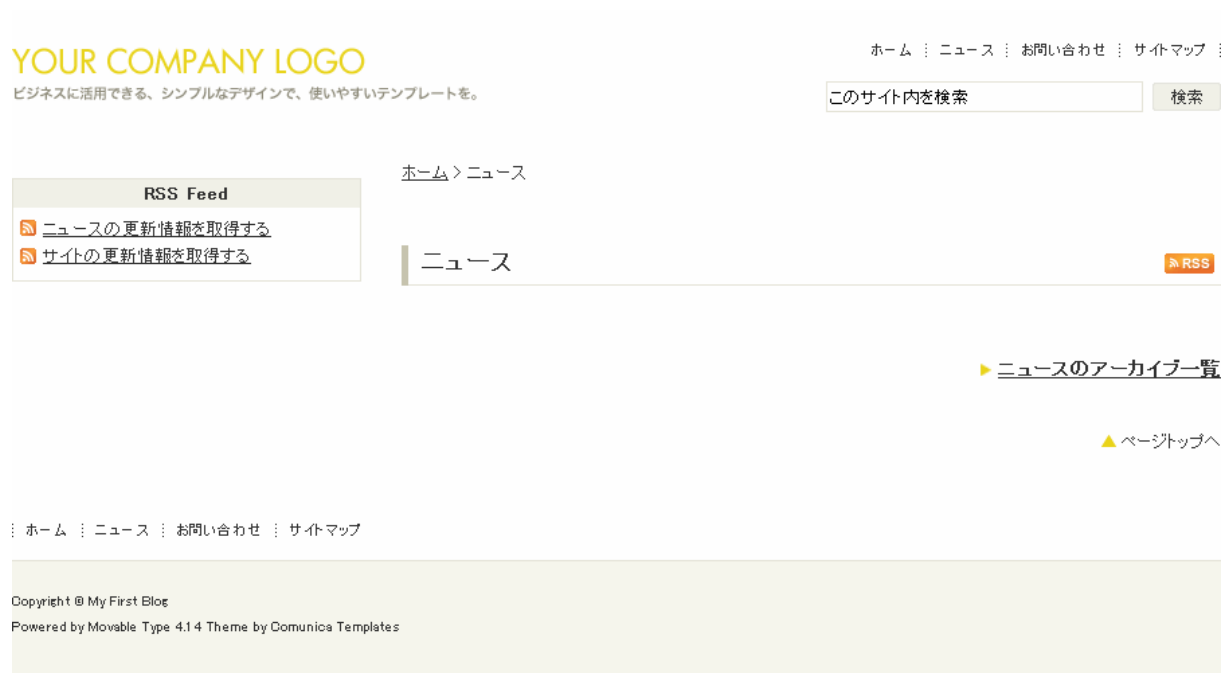 YOUR COMPANY LOGO
ビジネスに活用できる、シンプルなデザインで、使いやすいテンプレートを。
ホーム ニュース お問い合わせ サイトマップ
このサイト内を検索 検索
RSS Feed
ニュースの更新情報を取得する
サイトの更新情報を取得する
ホーム > ニュース
ニュース RSS
ニュースのアーカイブ一覧
ページトップへ
ホーム ニュース お問い合わせ サイトマップ
Copyright © My First Blog
Powered by Movable Type 4.14 Theme by Comunica Templates